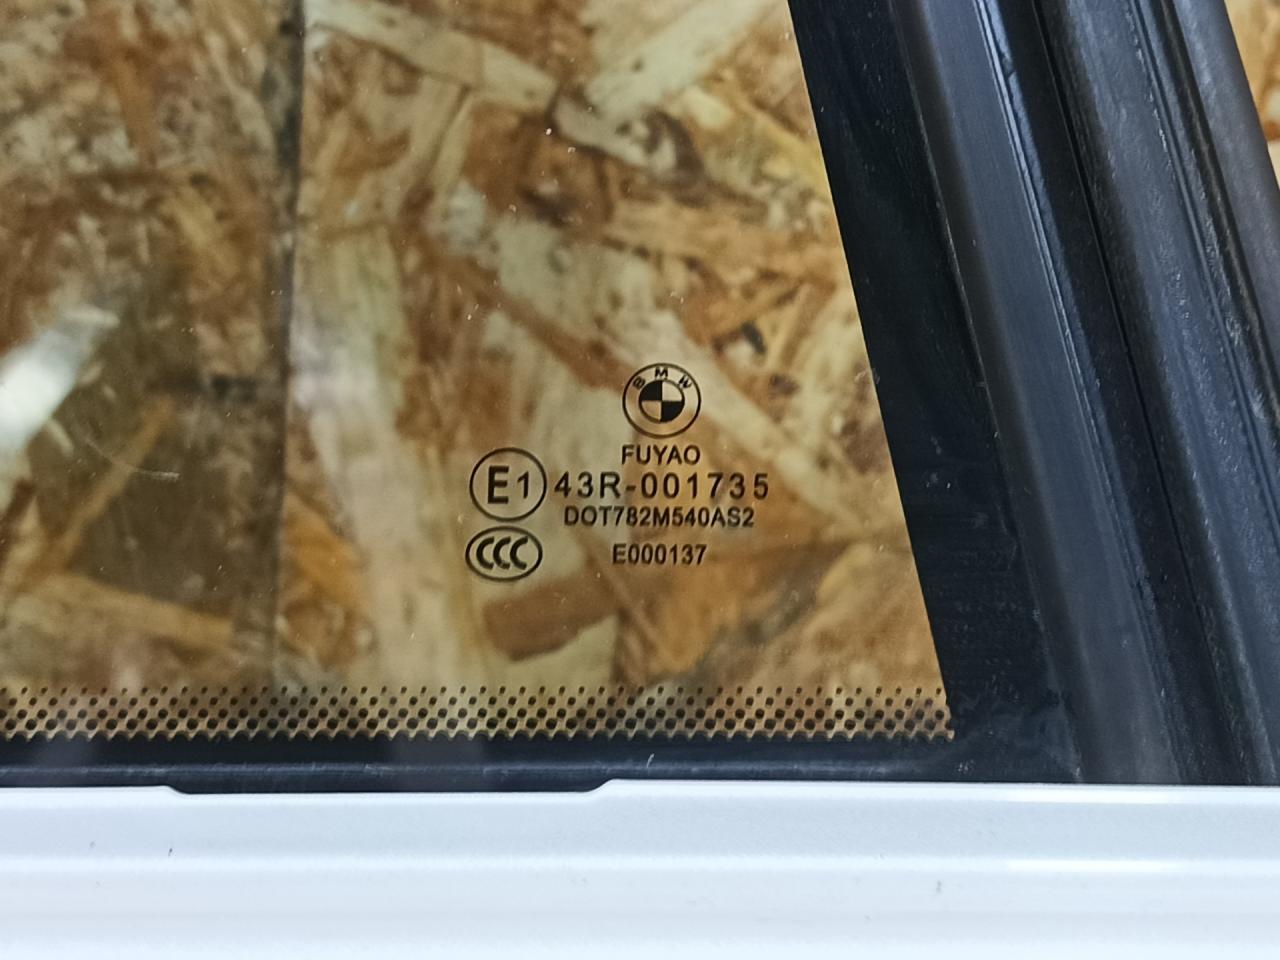 BMW
FUYAO
E1 43R-001735
DOT782M540AS2
CCC E000137